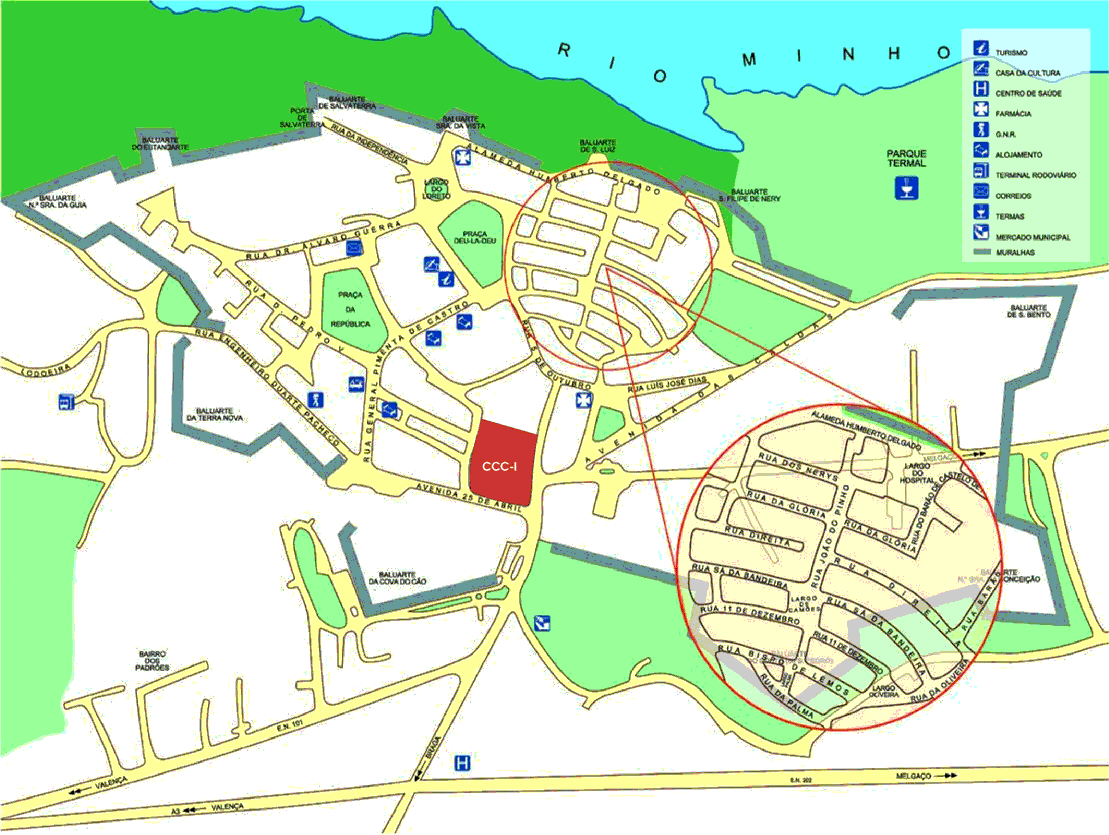 RIO MINHO
TURISMO
CASA DA CULTURA
CENTRO DE SAÚDE
FARMÁCIA
G.N.R.
ALOJAMENTO
TERMINAL RODOVIÁRIO
CORREIOS
TERMAS
MERCADO MUNICIPAL
MURALHAS
PARQUE
TERMAL
BALUARTE
DE SALVATERRA
PORTA
DE
SALVATERRA
BALUARTE
SRA. DA VISTA
BALUARTE
DO ESTANDARTE
RUA DA INDEPENDÊNCIA
ALAMEDA HUMBERTO DELGADO
BALUARTE
DE S. LUIZ
BALUARTE
S. FILIPE DE NERY
BALUARTE
N.ª SRA. DA GUIA
LARGO
DO
LORETO
PRAÇA
DEU-LA-DEU
RUA DR. ALVARO GUERRA
PRAÇA
DA
REPÚBLICA
RUA D. PEDRO V
RUA GENERAL PIMENTA DE CASTRO
RUA 5 DE OUTUBRO
RUA LUÍS JOSÉ DIAS
AVENIDA DAS CALDAS
BALUARTE
DE S. BENTO
LODOEIRA
RUA ENGENHEIRO DUARTE PACHECO
BALUARTE
DA TERRA NOVA
CCC-I
AVENIDA 25 DE ABRIL
BALUARTE
DA COVA DO CÃO
MELGAÇO
ALAMEDA HUMBERTO DELGADO
RUA DOS NERYS
LARGO
DO
HOSPITAL
RUA DO BARÃO DE CASTELO DE
RUA DA GLÓRIA
RUA JOÃO DO PINHO
RUA DA GLÓRIA
RUA DIREITA
RUA DIREITA
RUA SÁ DA BANDEIRA
LARGO
DE
CAMÕES
RUA SÁ DA BANDEIRA
BALUARTE
N.ª SRA. DA CONCEIÇÃO
RUA 11 DE DEZEMBRO
RUA 11 DE DEZEMBRO
BALUARTE
RUA BISPO DE LEMOS
LARGO
OLIVEIRA
RUA DA OLIVEIRA
RUA DA PALMA
BAIRRO
DOS
PADRÕES
E.N. 101
VALENÇA
BRAGA
A3
VALENÇA
E.N. 202
MELGAÇO